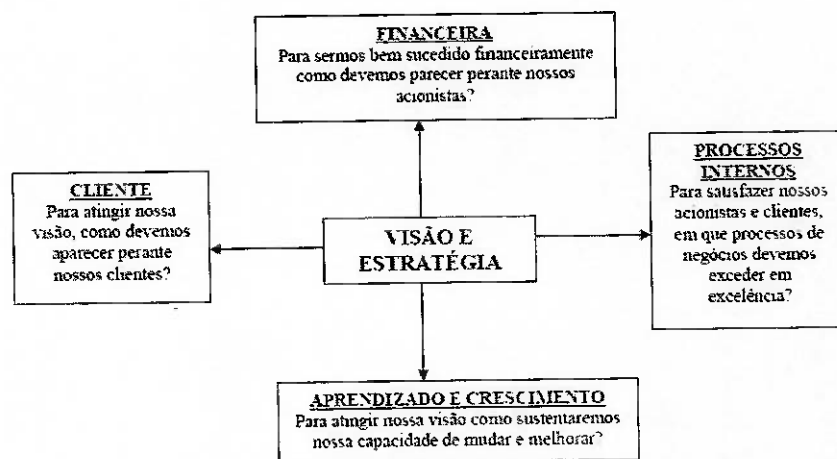 FINANCEIRA
Para sermos bem sucedido financeiramente
como devemos parecer perante nossos
acionistas?
CLIENTE
Para atingir nossa
visão, como devemos
aparecer perante
nossos clientes?
VISÃO E
ESTRATÉGIA
PROCESSOS
INTERNOS
Para satisfazer nossos
acionistas e clientes,
em que processos de
negócios devemos
exceder em
excelência?
APRENDIZADO E CRESCIMENTO
Para atingir nossa visão como sustentaremos
nossa capacidade de mudar e melhorar?